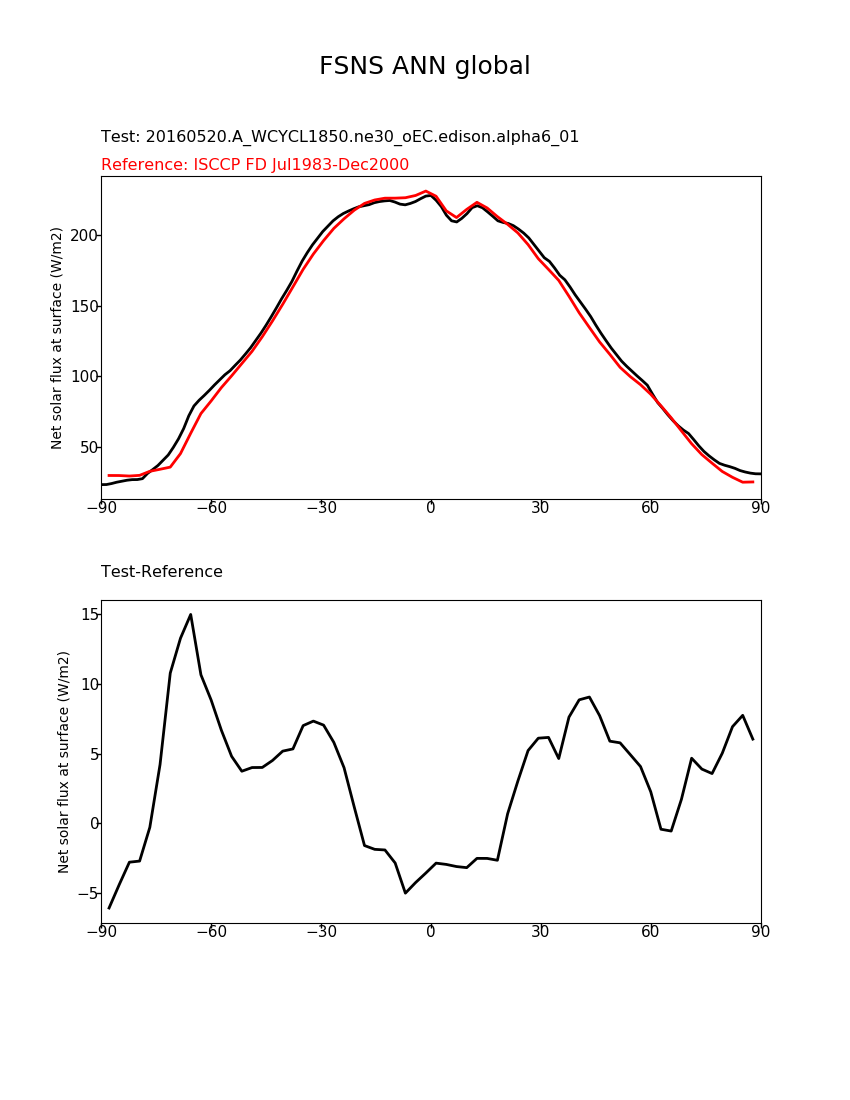 FSNS ANN global
Test: 20160520.A_WCYCL1850.ne30_oEC.edison.alpha6_01
Reference: ISCCP FD Jul1983-Dec2000
Net solar flux at surface (W/m2)
200
150
100
50
−90 −60 −30 0 30 60 90
Test-Reference
Net solar flux at surface (W/m2)
15
10
5
0
−5
−90 −60 −30 0 30 60 90